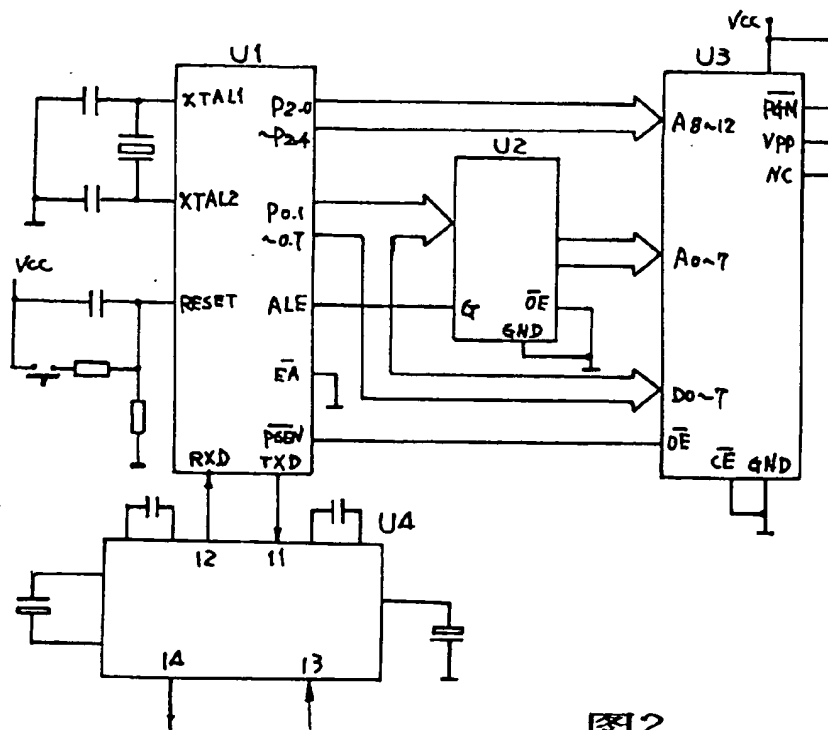 U1
XTAL1
XTAL2
RESET
RXD
P2.0
~P2.4
P0.1
~0.7
ALE
EA
PSEN
TXD
U2
G
OE
GND
Vcc
U3
A8~12
A0~7
D0~7
OE
CE GND
PGM
VPP
NC
Vcc
U4
12
11
14
13
图2